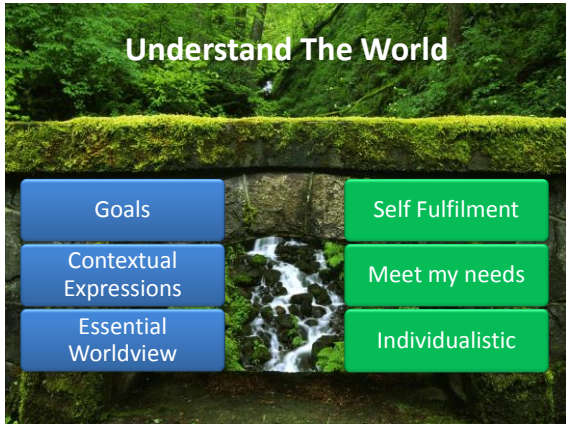 Understand The World
Goals
Self Fulfilment
Contextual
Expressions
Meet my needs
Essential
Worldview
Individualistic